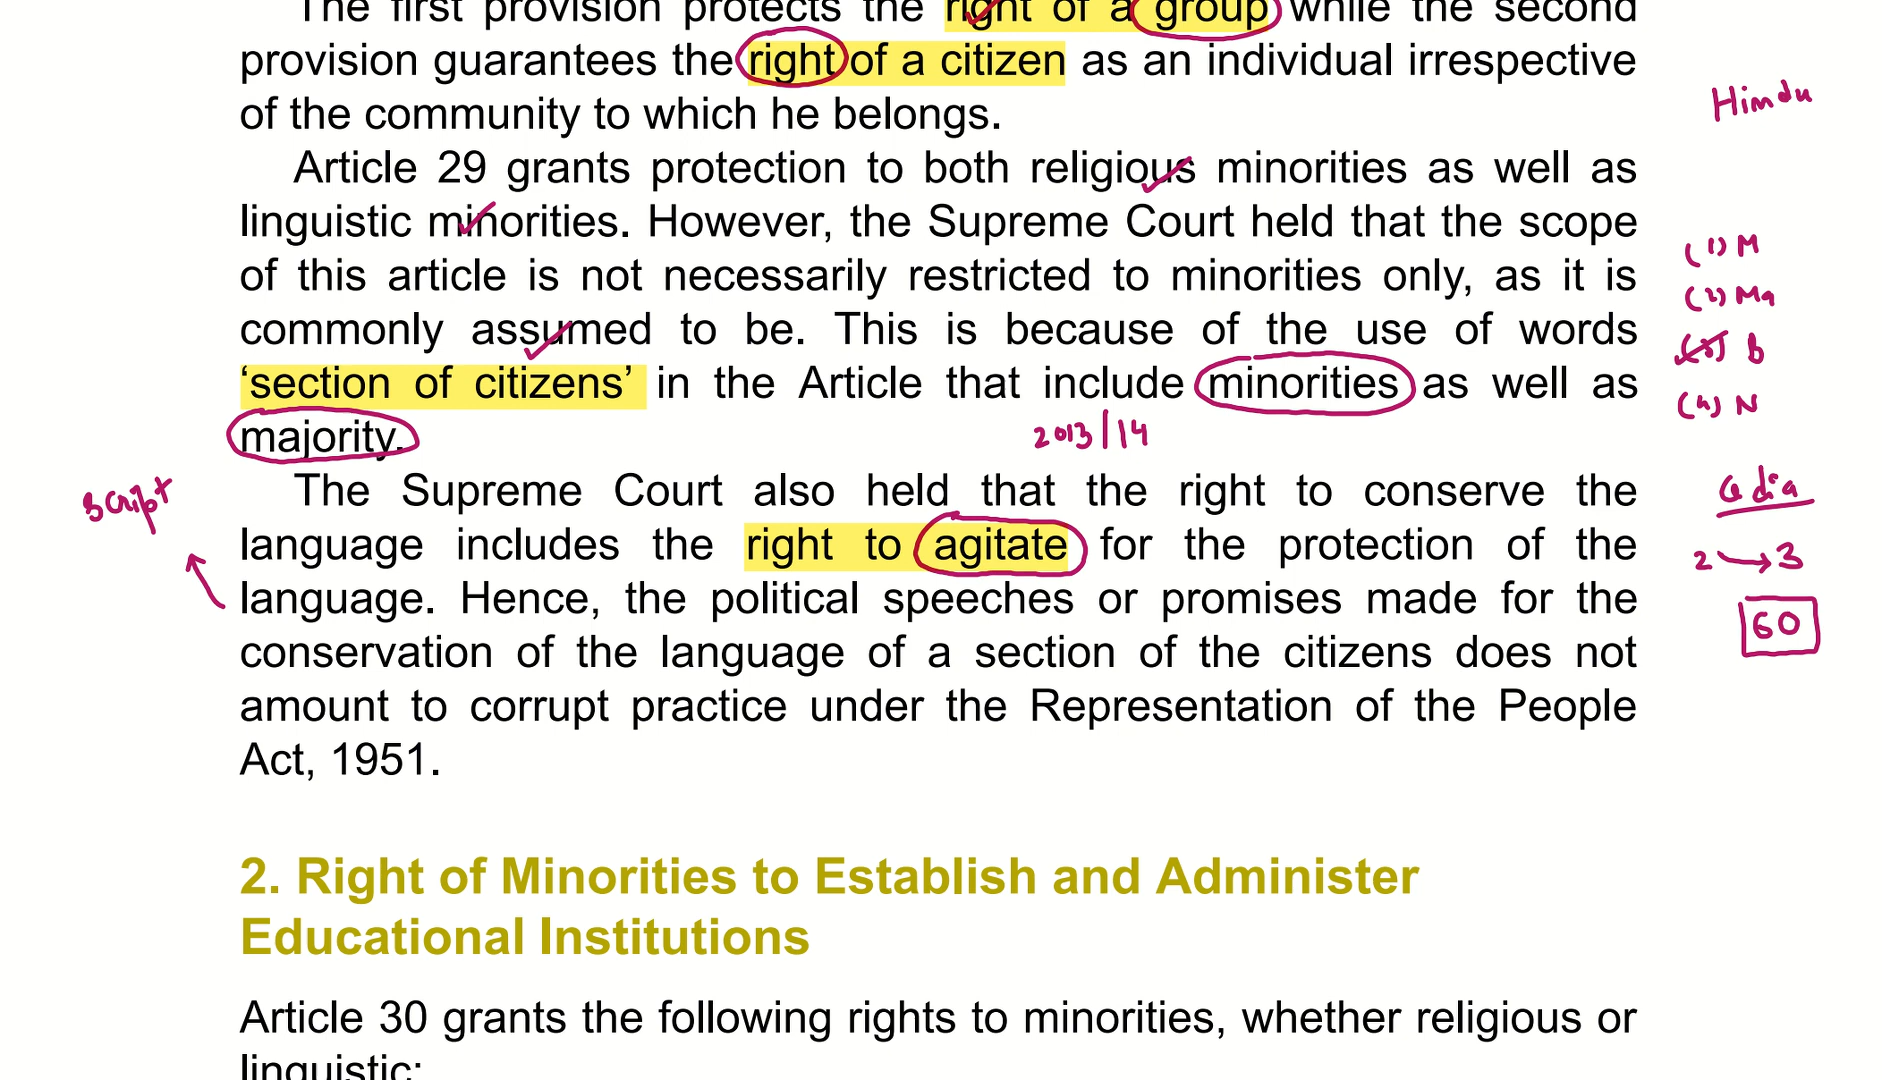 The first provision protects the right of a group while the second
provision guarantees the right of a citizen as an individual irrespective
of the community to which he belongs.
Hindu
Article 29 grants protection to both religious minorities as well as
linguistic minorities. However, the Supreme Court held that the scope
of this article is not necessarily restricted to minorities only, as it is
commonly assumed to be. This is because of the use of words
‘section of citizens’ in the Article that include minorities as well as
majority.
(1) M
(2) Ma
(3) B
(4) N
2013/14
Script
The Supreme Court also held that the right to conserve the
language includes the right to agitate for the protection of the
language. Hence, the political speeches or promises made for the
conservation of the language of a section of the citizens does not
amount to corrupt practice under the Representation of the People
Act, 1951.
2 → 3
60
2. Right of Minorities to Establish and Administer
Educational Institutions
Article 30 grants the following rights to minorities, whether religious or
linguistic: